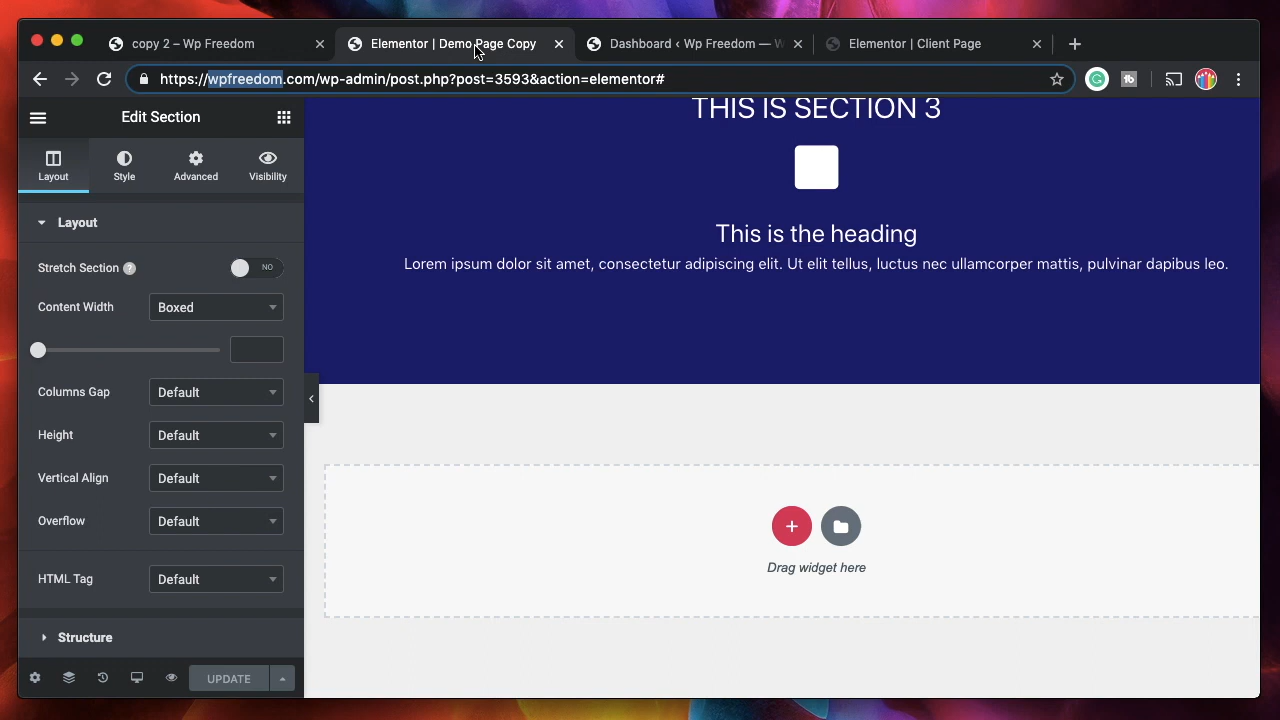 copy 2 – Wp Freedom
Elementor | Demo Page Copy
Dashboard ‹ Wp Freedom — W
Elementor | Client Page
https://wpfreedom.com/wp-admin/post.php?post=3593&action=elementor#
Edit Section
Layout
Style
Advanced
Visibility
Layout
Stretch Section ?
NO
Content Width
Boxed
Columns Gap
Default
Height
Default
Vertical Align
Default
Overflow
Default
HTML Tag
Default
Structure
UPDATE
THIS IS SECTION 3
This is the heading
Lorem ipsum dolor sit amet, consectetur adipiscing elit. Ut elit tellus, luctus nec ullamcorper mattis, pulvinar dapibus leo.
Drag widget here